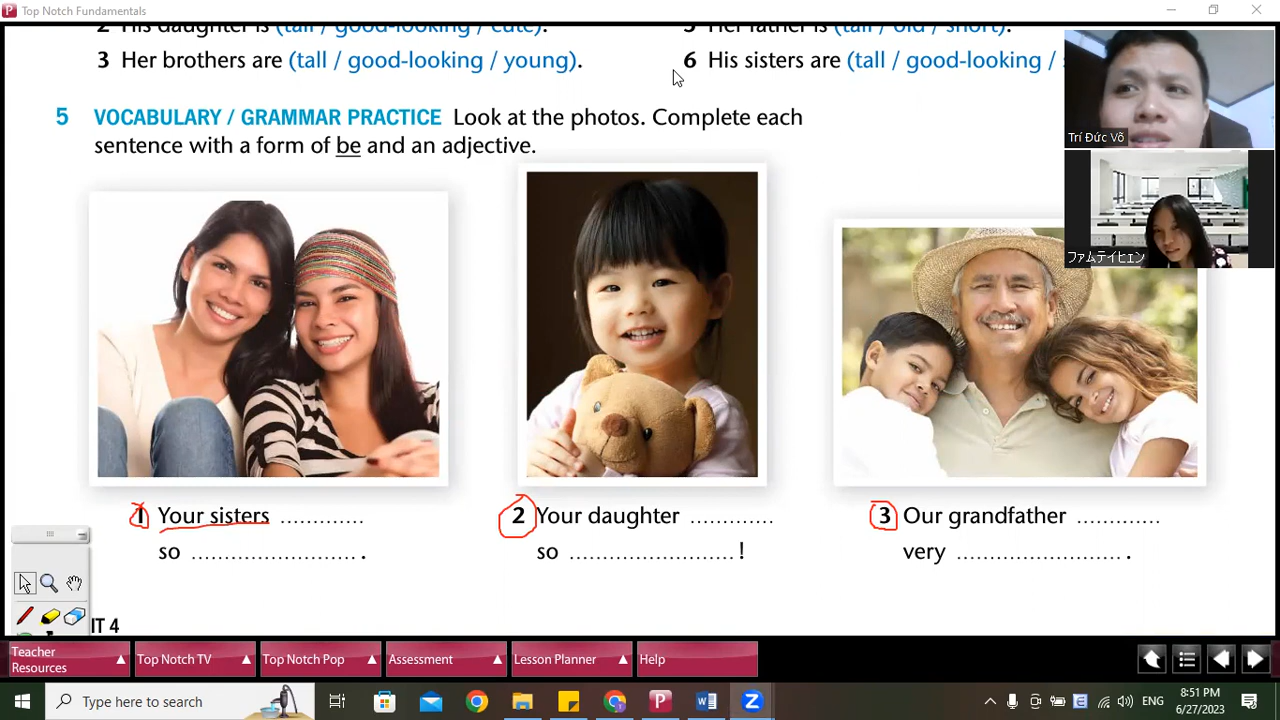 Top Notch Fundamentals
2 His daughter is (tall / good-looking / cute).
5 Her father is (tall / old / short).
3 Her brothers are (tall / good-looking / young).
6 His sisters are (tall / good-looking /
Trí Đức Võ
5 VOCABULARY / GRAMMAR PRACTICE Look at the photos. Complete each
sentence with a form of be and an adjective.
ファムテイヒェン
1 Your sisters .............
so ......................... .
2 Your daughter .............
so ......................... !
3 Our grandfather .............
very ......................... .
IT 4
Teacher
Resources
Top Notch TV
Top Notch Pop
Assessment
Lesson Planner
Help
Type here to search
ENG
8:51 PM
6/27/2023